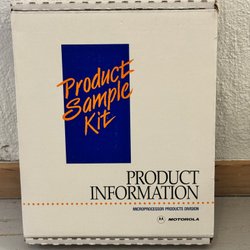 Product
Sample
Kit
PRODUCT
INFORMATION
MICROPROCESSOR PRODUCTS DIVISION
MOTOROLA